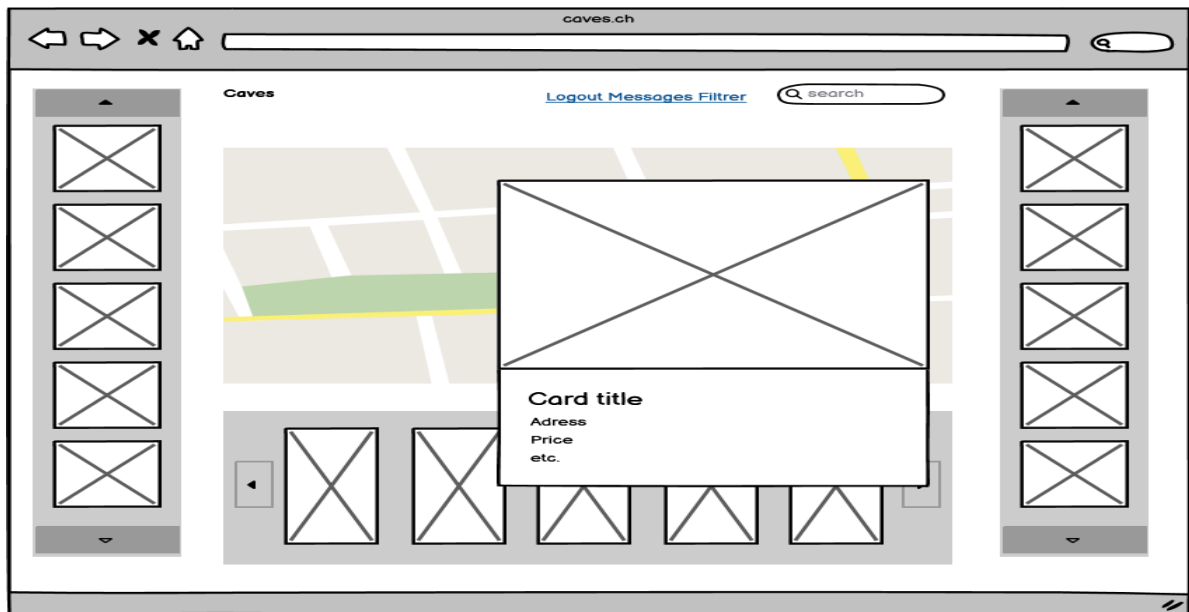 caves.ch
Caves
Logout Messages Filtrer
search
Card title
Adress
Price
etc.